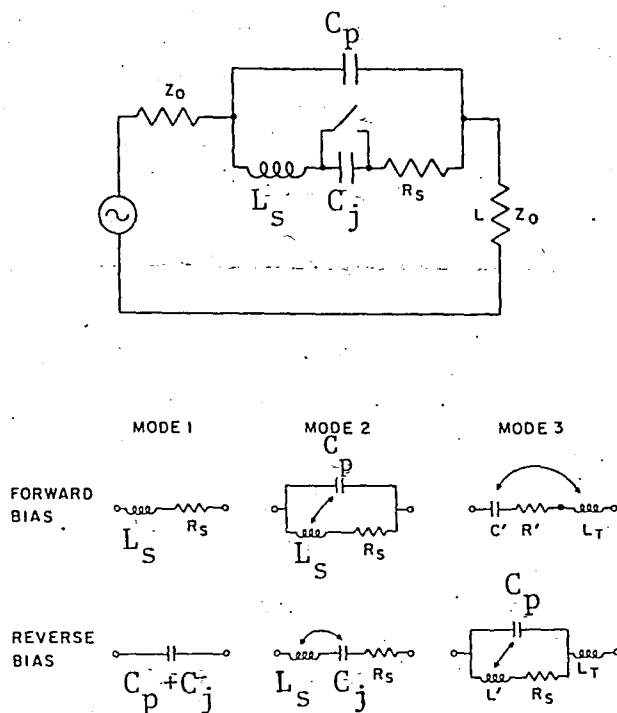 Cp
Zo
Ls
Cj
Rs
L
Zo
MODE 1
MODE 2
MODE 3
FORWARD
BIAS
Ls
Rs
Cp
Ls
Rs
C'
R'
LT
REVERSE
BIAS
Cp+Cj
Ls
Cj
Rs
Cp
L'
Rs
LT